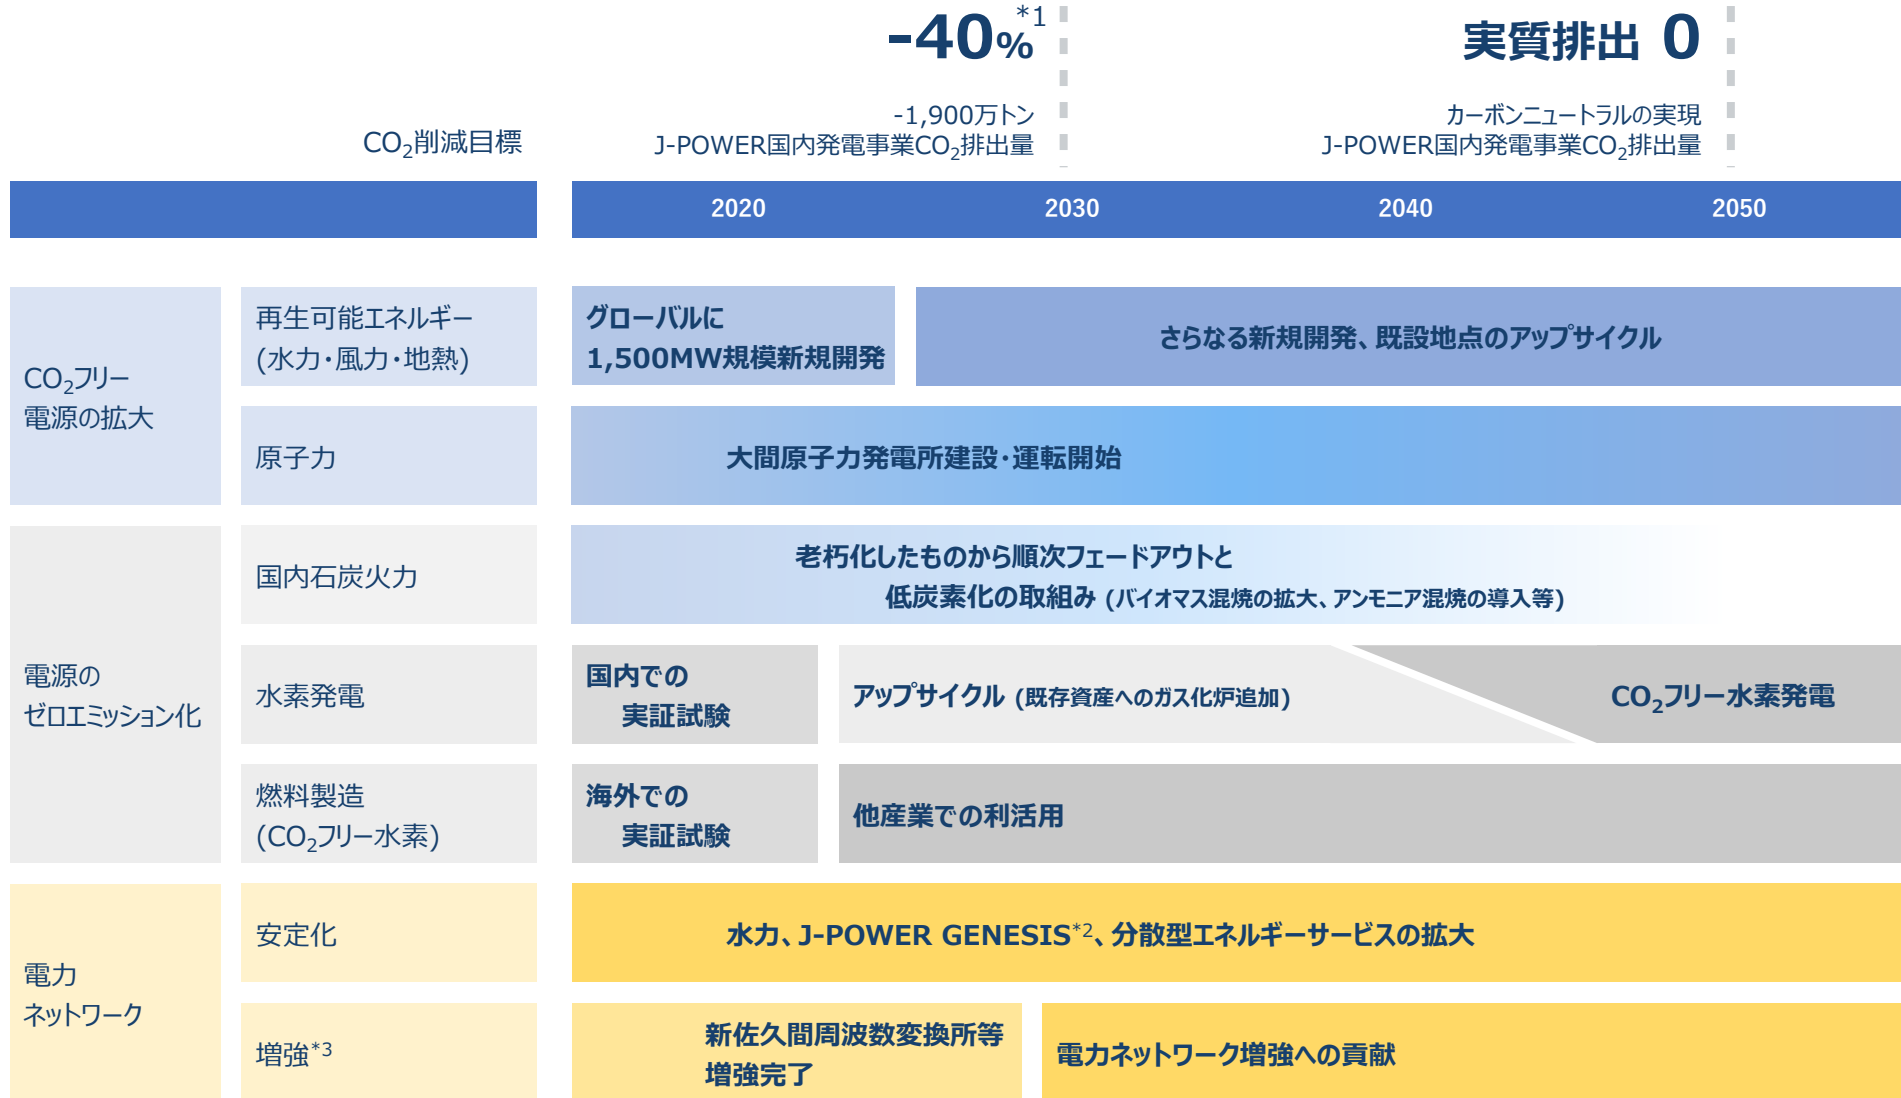 -40%*1
実質排出 0
-1,900万トン
J-POWER国内発電事業CO2排出量
カーボンニュートラルの実現
J-POWER国内発電事業CO2排出量
CO2削減目標
2020
2030
2040
2050
CO2フリー
電源の拡大
再生可能エネルギー
(水力・風力・地熱)
グローバルに
1,500MW規模新規開発
さらなる新規開発、既設地点のアップサイクル
原子力
大間原子力発電所建設・運転開始
電源の
ゼロエミッション化
国内石炭火力
老朽化したものから順次フェードアウトと
低炭素化の取組み (バイオマス混焼の拡大、アンモニア混焼の導入等)
水素発電
国内での
実証試験
アップサイクル (既存資産へのガス化炉追加)
CO2フリー水素発電
燃料製造
(CO2フリー水素)
海外での
実証試験
他産業での利活用
電力
ネットワーク
安定化
水力、J-POWER GENESIS*2、分散型エネルギーサービスの拡大
増強*3
新佐久間周波数変換所等
増強完了
電力ネットワーク増強への貢献